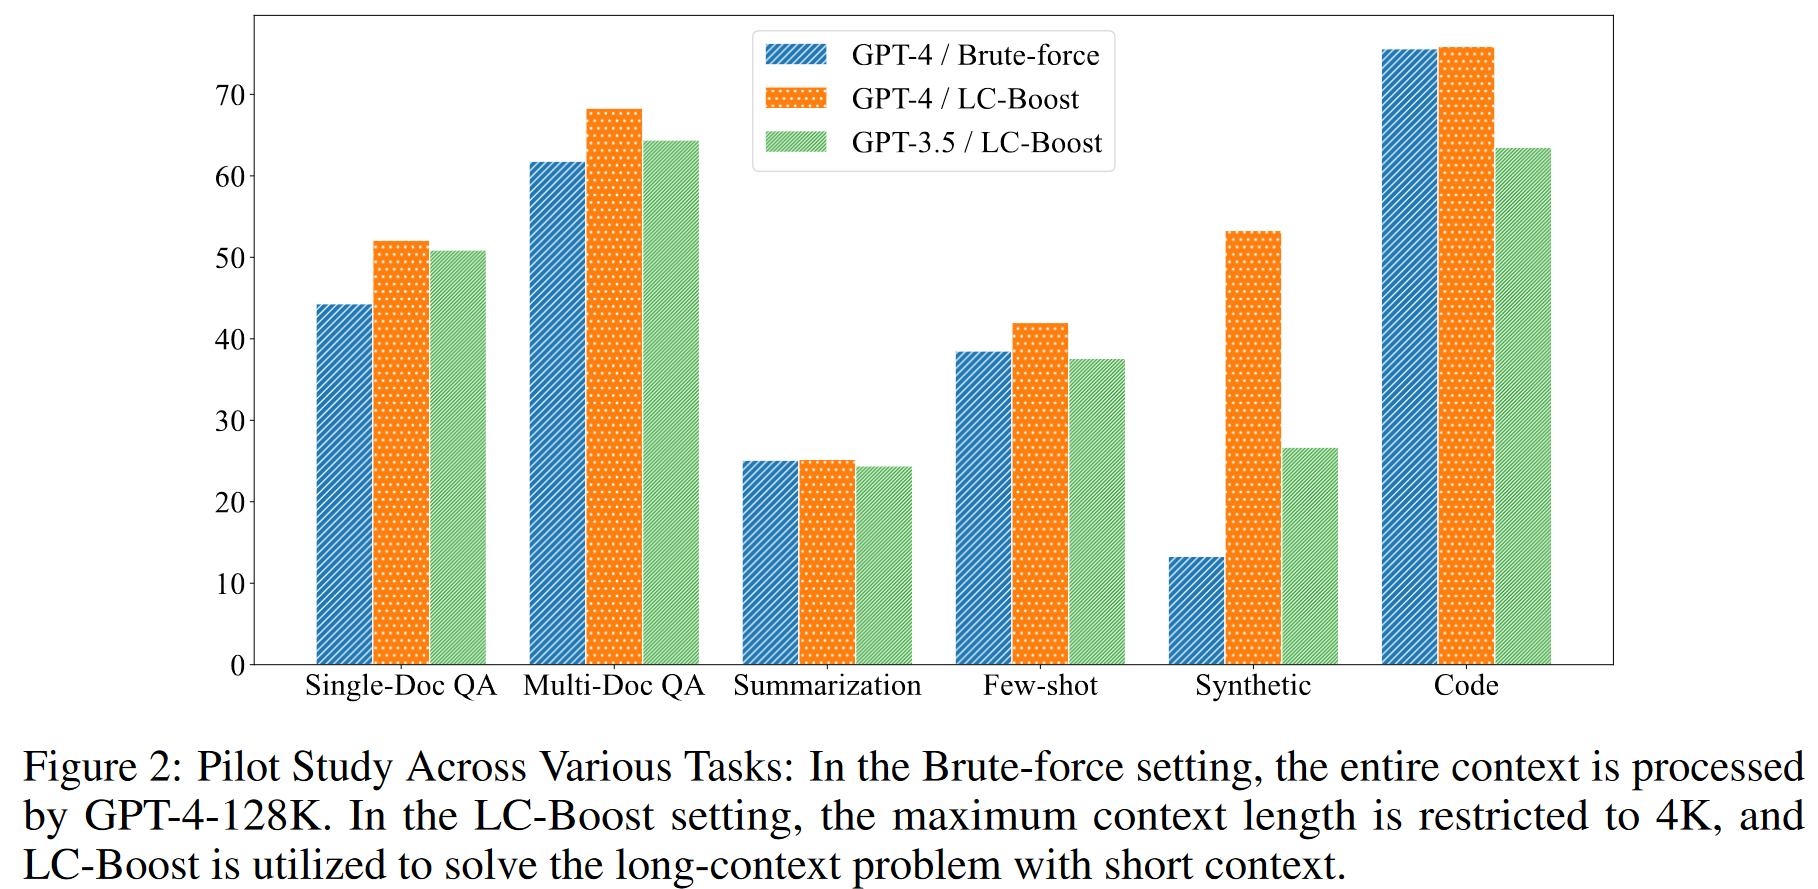 GPT-4 / Brute-force
GPT-4 / LC-Boost
GPT-3.5 / LC-Boost
70
60
50
40
30
20
10
0
Single-Doc QA Multi-Doc QA Summarization Few-shot Synthetic Code
Figure 2: Pilot Study Across Various Tasks: In the Brute-force setting, the entire context is processed
by GPT-4-128K. In the LC-Boost setting, the maximum context length is restricted to 4K, and
LC-Boost is utilized to solve the long-context problem with short context.